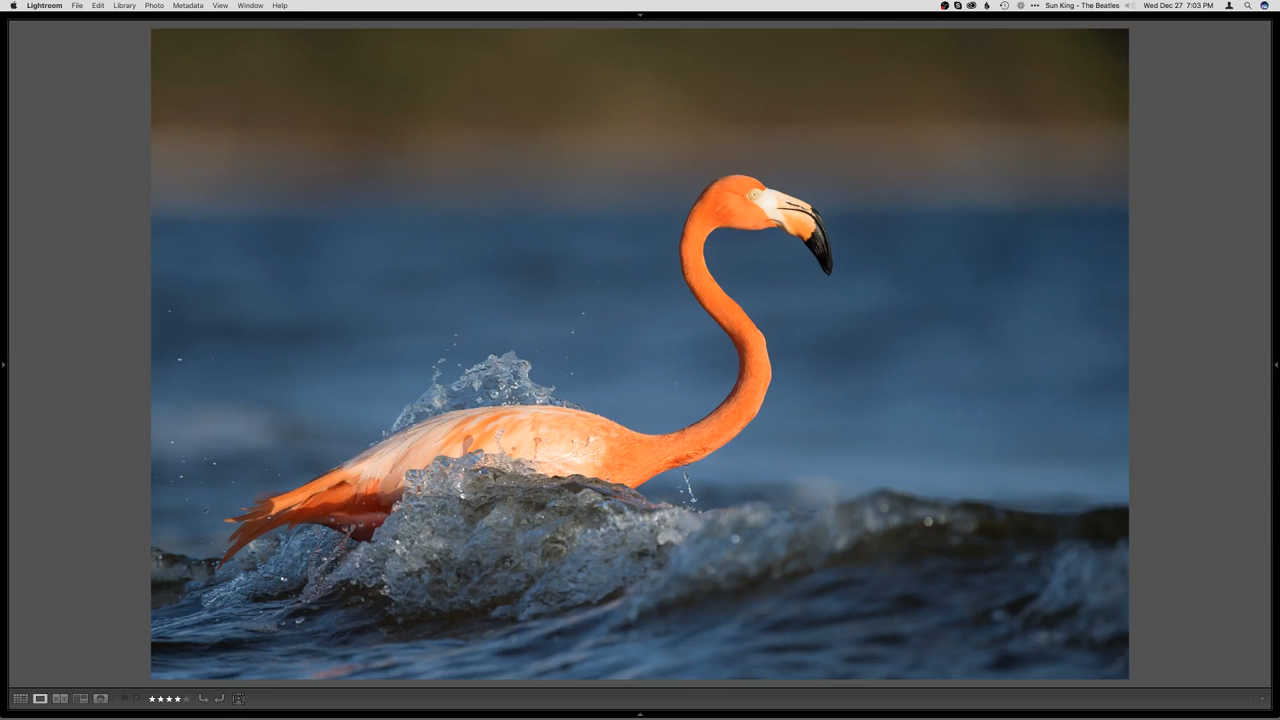 Lightroom File Edit Library Photo Metadata View Window Help Sun King - The Beatles Wed Dec 27 7:03 PM